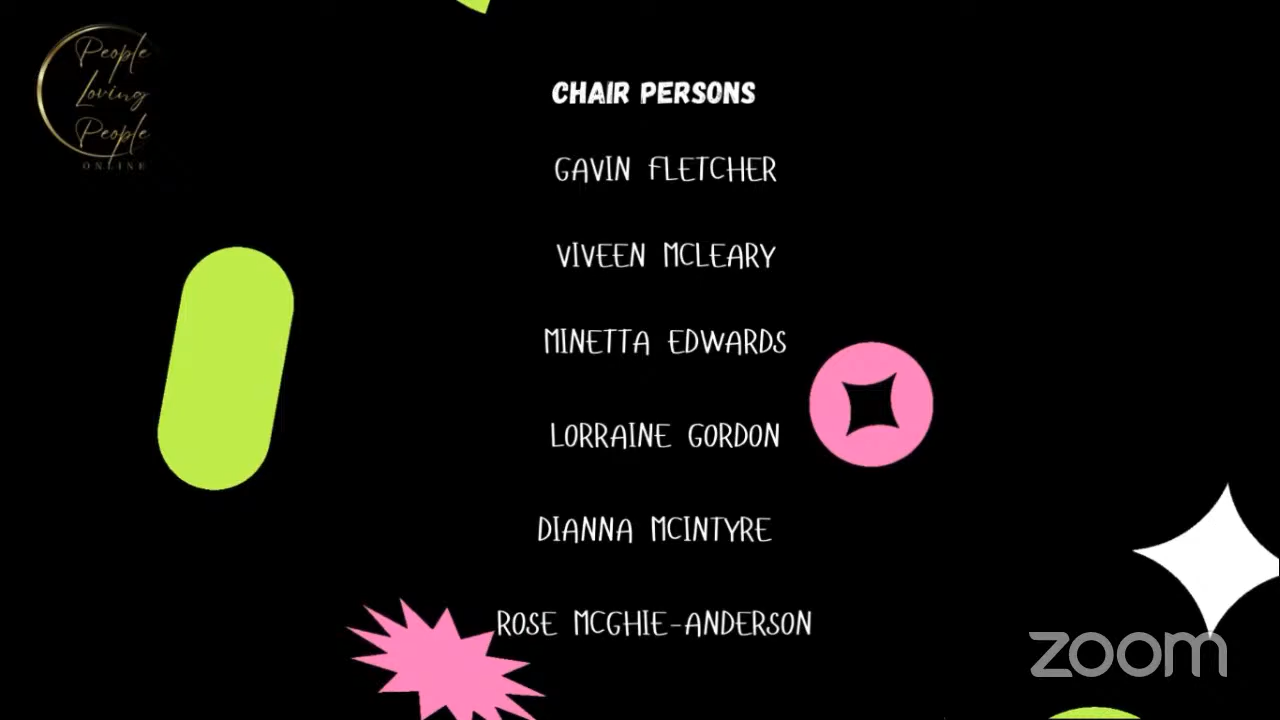 People
Loving
People
ONLINE
CHAIR PERSONS
GAVIN FLETCHER
VIVEEN MCLEARY
MINETTA EDWARDS
LORRAINE GORDON
DIANNA MCINTYRE
ROSE MCGHIE-ANDERSON
zoom